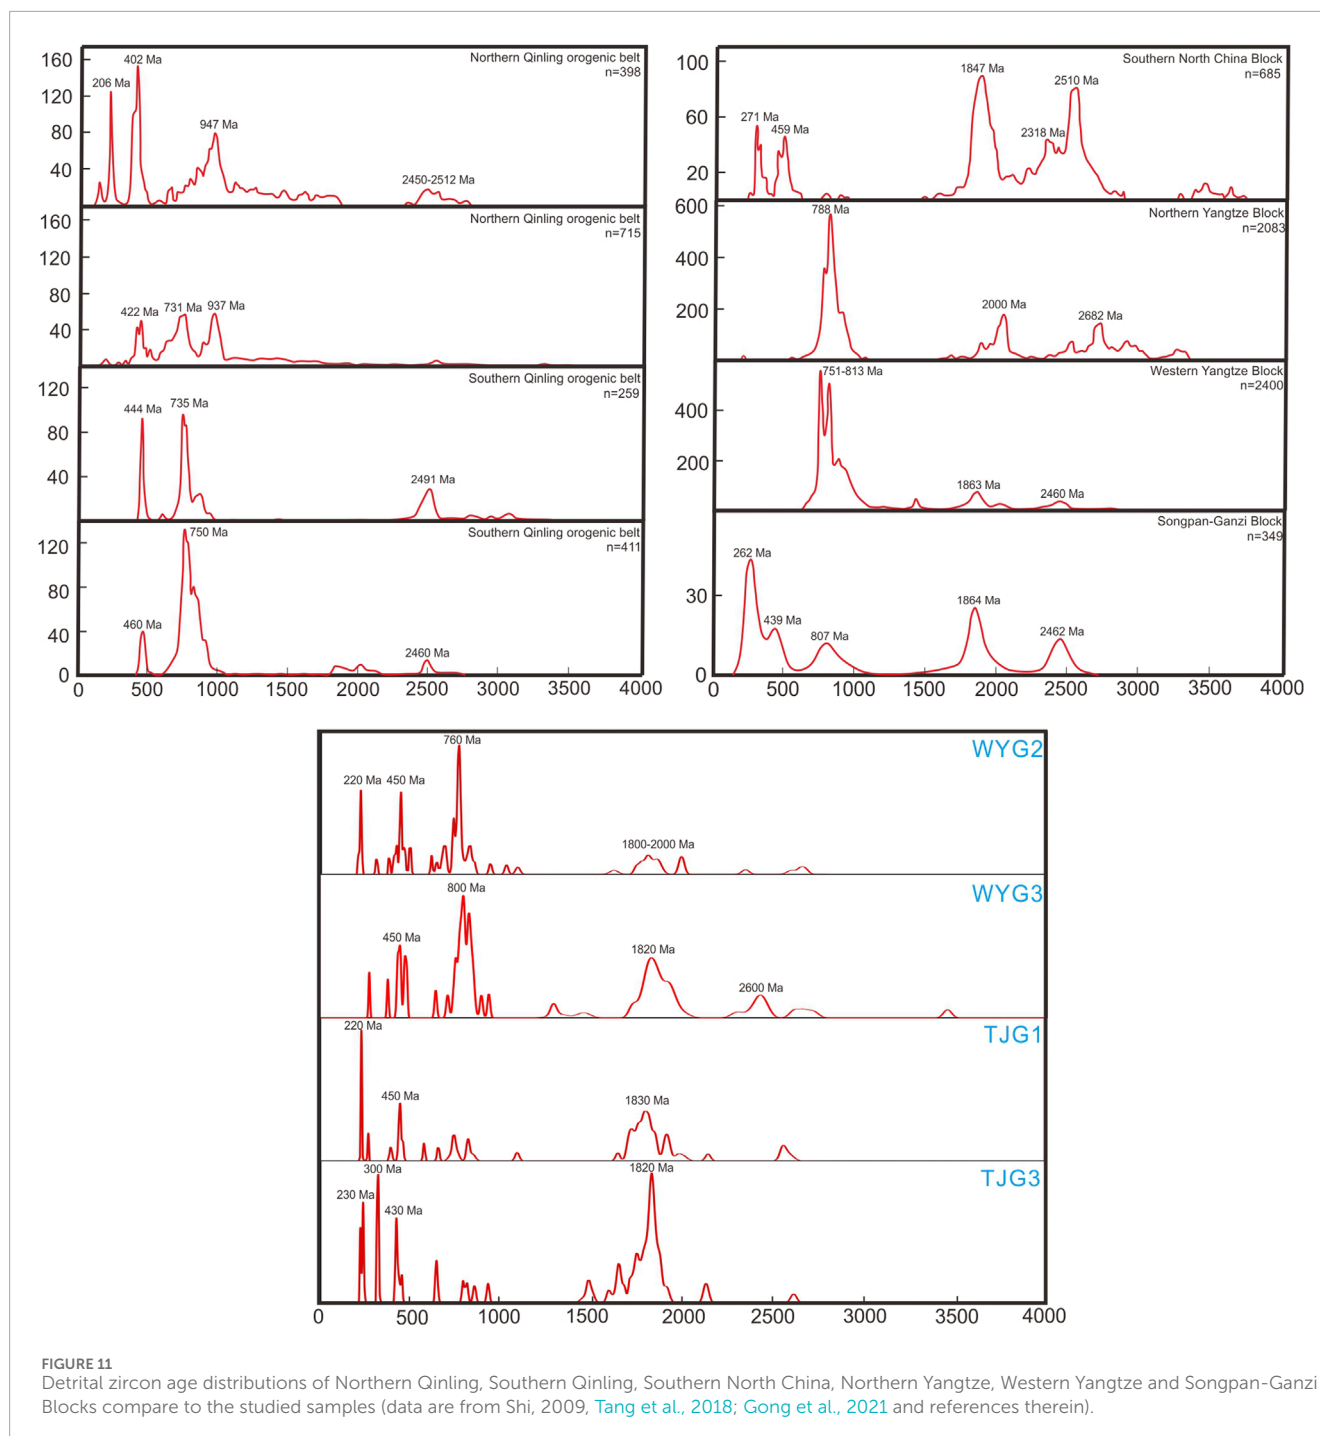 160
120
80
40
206 Ma
402 Ma
947 Ma
2450-2512 Ma
Northern Qinling orogenic belt
n=398
160
120
80
40
422 Ma
731 Ma
937 Ma
Northern Qinling orogenic belt
n=715
120
80
40
444 Ma
735 Ma
2491 Ma
Southern Qinling orogenic belt
n=259
120
80
40
0
460 Ma
750 Ma
2460 Ma
Southern Qinling orogenic belt
n=411
0 500 1000 1500 2000 2500 3000 3500 4000
100
60
20
271 Ma
459 Ma
1847 Ma
2318 Ma
2510 Ma
Southern North China Block
n=685
600
400
200
788 Ma
2000 Ma
2682 Ma
Northern Yangtze Block
n=2083
400
200
751-813 Ma
1863 Ma
2460 Ma
Western Yangtze Block
n=2400
30
0
262 Ma
439 Ma
807 Ma
1864 Ma
2462 Ma
Songpan-Ganzi Block
n=349
0 500 1000 1500 2000 2500 3000 3500 4000
220 Ma 450 Ma
760 Ma
1800-2000 Ma
WYG2
450 Ma
800 Ma
1820 Ma
2600 Ma
WYG3
220 Ma
450 Ma
1830 Ma
TJG1
230 Ma
300 Ma
430 Ma
1820 Ma
TJG3
0 500 1000 1500 2000 2500 3000 3500 4000
FIGURE 11
Detrital zircon age distributions of Northern Qinling, Southern Qinling, Southern North China, Northern Yangtze, Western Yangtze and Songpan-Ganzi
Blocks compare to the studied samples (data are from Shi, 2009, Tang et al., 2018; Gong et al., 2021 and references therein).